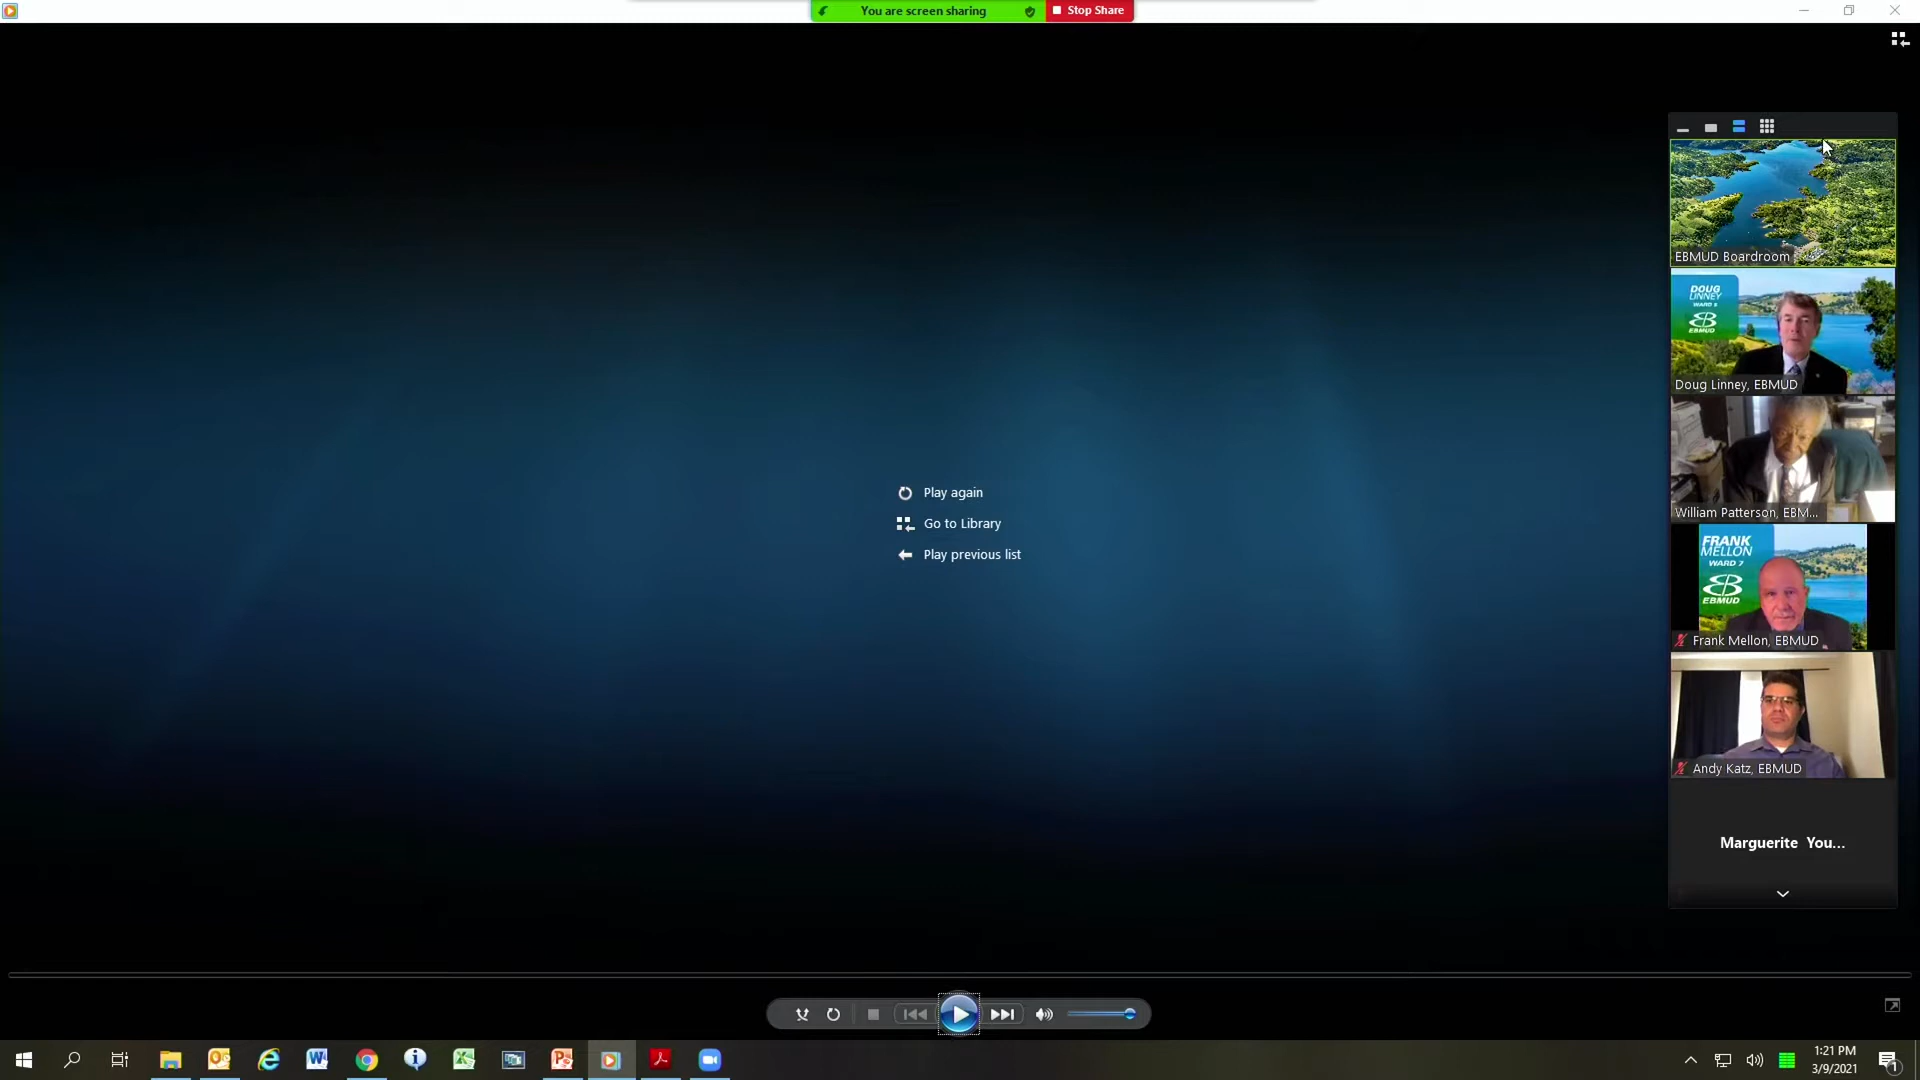 You are screen sharing
Stop Share
EBMUD Boardroom
DOUG
LINNEY
EBMUD
Doug Linney, EBMUD
William Patterson, EBM...
FRANK
MELLON
WARD 7
EBMUD
Frank Mellon, EBMUD
Andy Katz, EBMUD
Marguerite You...
Play again
Go to Library
Play previous list
1:21 PM
3/9/2021